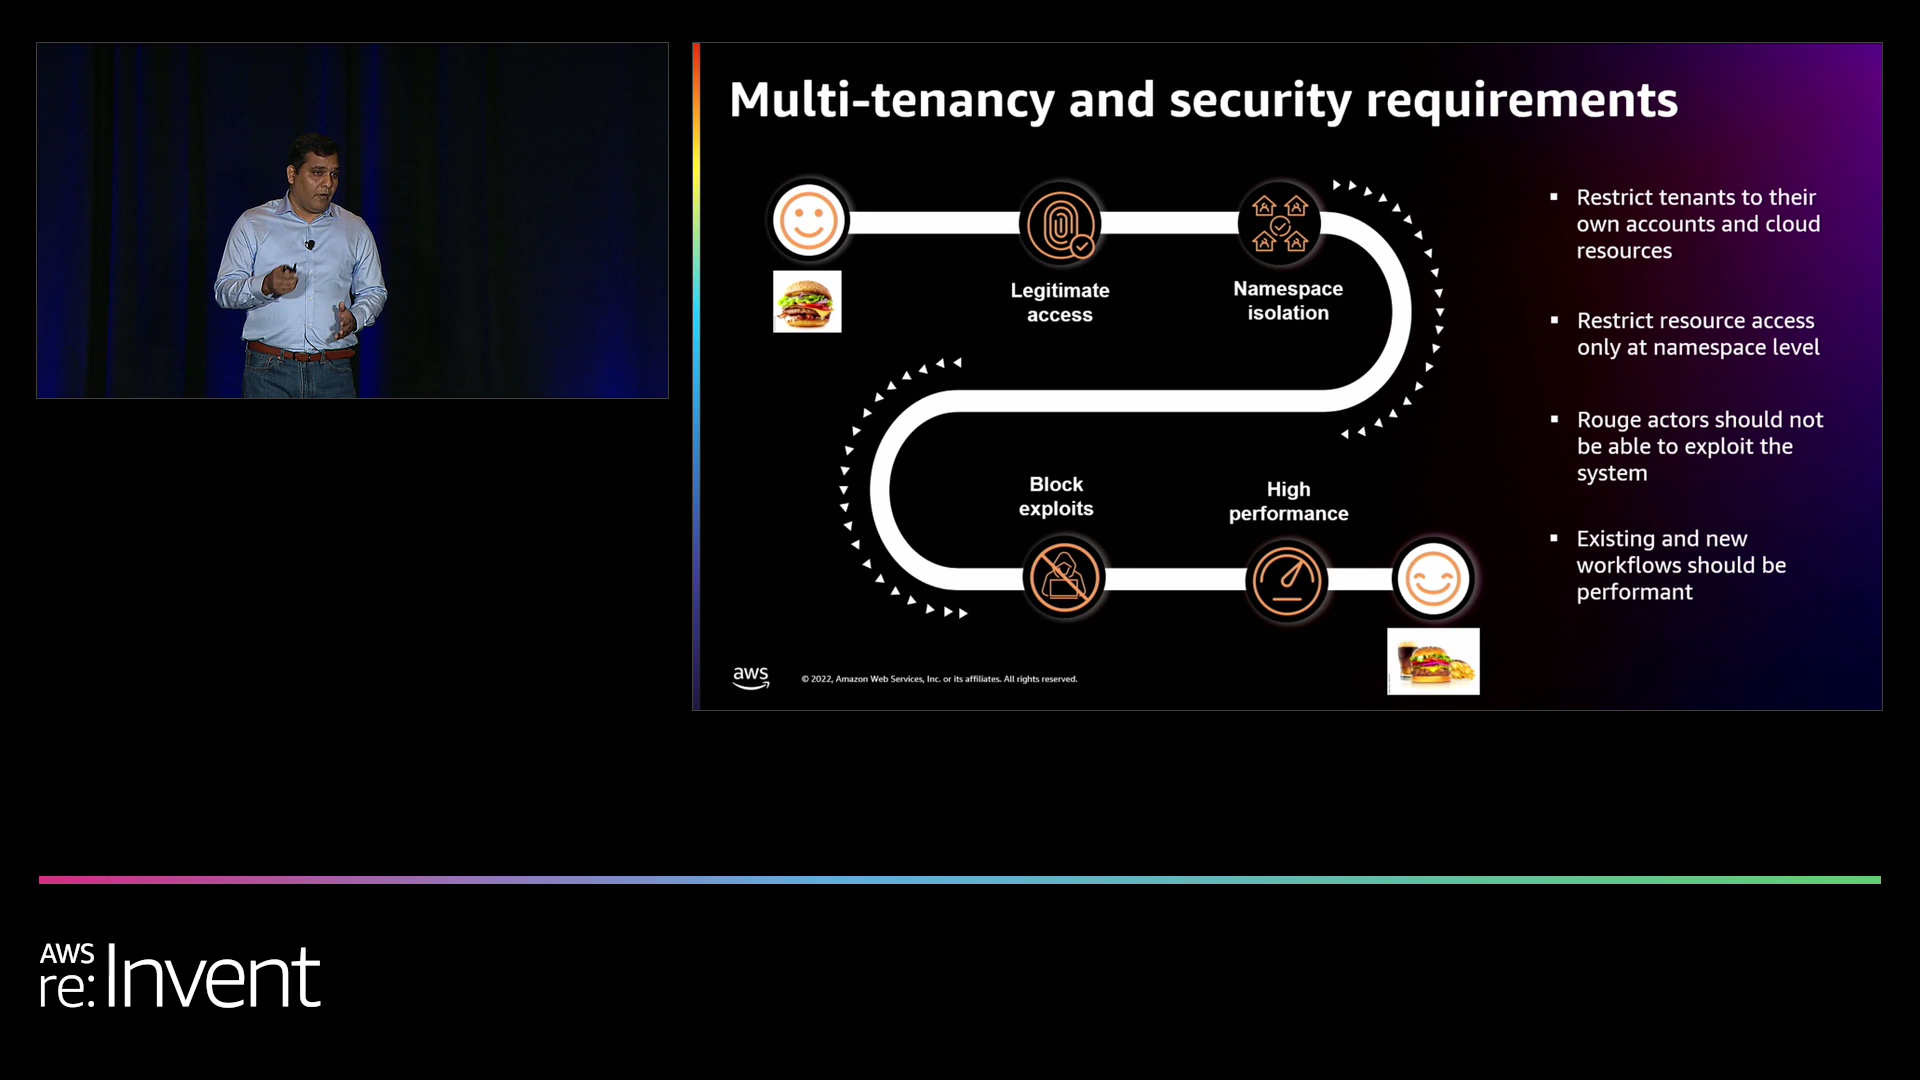 Multi-tenancy and security requirements
Legitimate
access
Namespace
isolation
Block
exploits
High
performance
▪ Restrict tenants to their
own accounts and cloud
resources
▪ Restrict resource access
only at namespace level
▪ Rouge actors should not
be able to exploit the
system
▪ Existing and new
workflows should be
performant
aws
© 2022, Amazon Web Services, Inc. or its affiliates. All rights reserved.
AWS
re:Invent